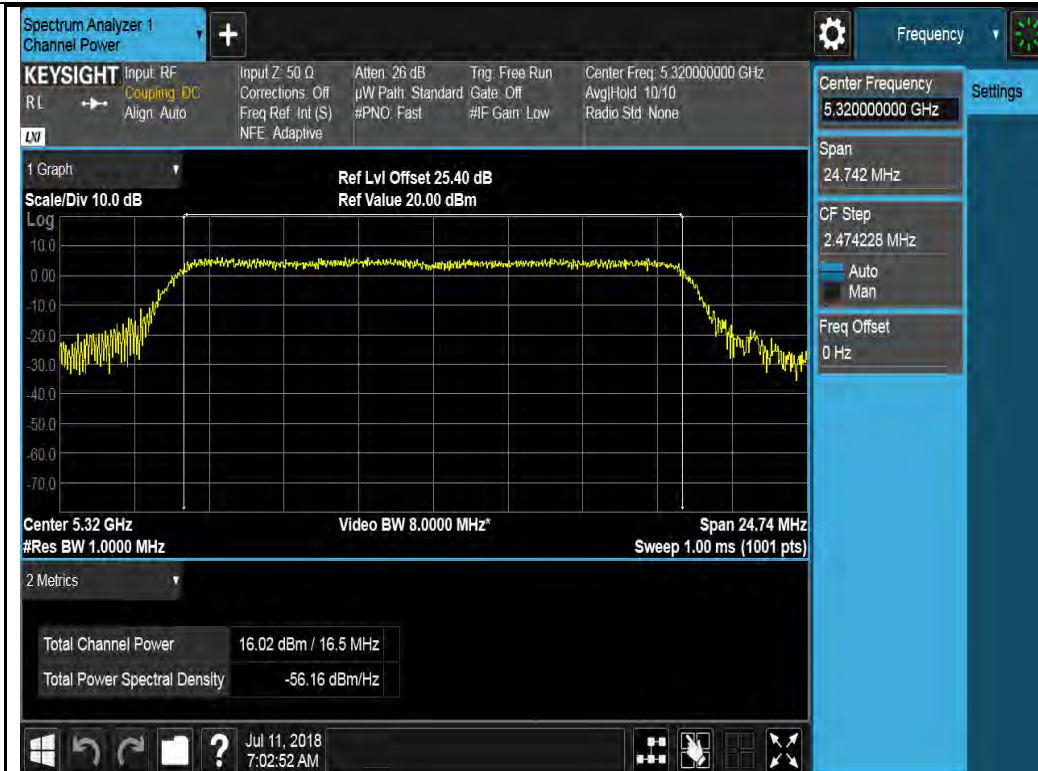 Spectrum Analyzer 1
Channel Power
+
Frequency
KEYSIGHT
R L
LXI
Input: RF
Coupling: DC
Align: Auto
Input Z: 50 Ω
Corrections: Off
Freq Ref: Int (S)
NFE: Adaptive
Atten: 26 dB
µW Path: Standard
#PNO: Fast
Trig: Free Run
Gate: Off
#IF Gain: Low
Center Freq: 5.320000000 GHz
Avg|Hold: 10/10
Radio Std: None
Center Frequency
5.320000000 GHz
Settings
Span
24.742 MHz
CF Step
2.474228 MHz
Auto
Man
Freq Offset
0 Hz
1 Graph
Ref Lvl Offset 25.40 dB
Scale/Div 10.0 dB
Ref Value 20.00 dBm
Log
10.0
0.00
-10.0
-20.0
-30.0
-40.0
-50.0
-60.0
-70.0
Center 5.32 GHz
Video BW 8.0000 MHz*
Span 24.74 MHz
#Res BW 1.0000 MHz
Sweep 1.00 ms (1001 pts)
2 Metrics
Total Channel Power 16.02 dBm / 16.5 MHz
Total Power Spectral Density -56.16 dBm/Hz
?
Jul 11, 2018
7:02:52 AM